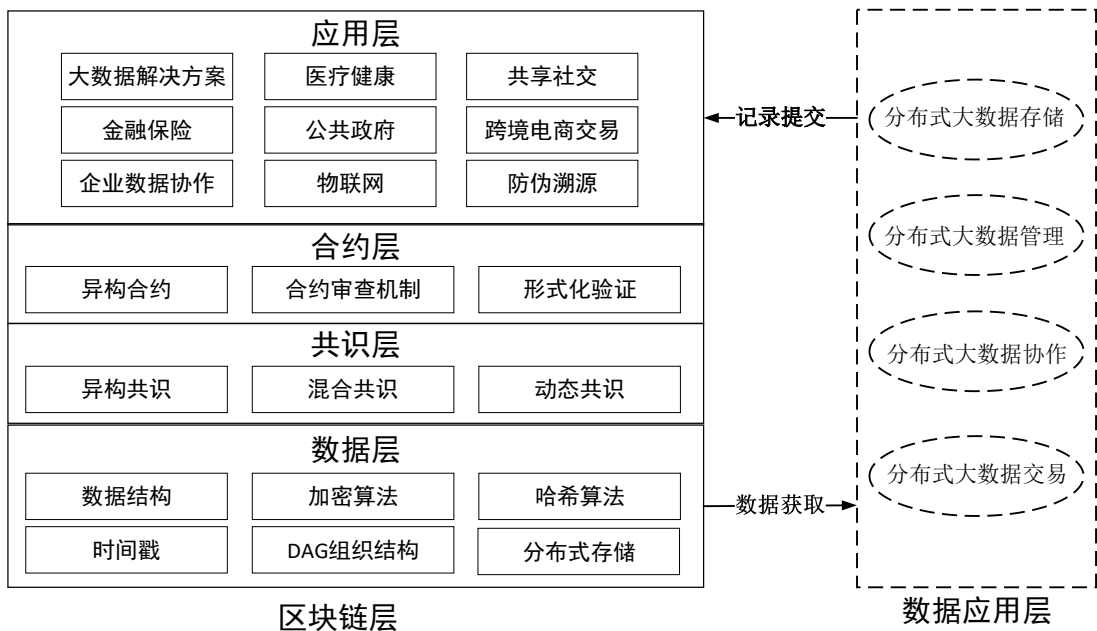 应用层
大数据解决方案 医疗健康 共享社交
金融保险 公共政府 跨境电商交易
企业数据协作 物联网 防伪溯源
合约层
异构合约 合约审查机制 形式化验证
共识层
异构共识 混合共识 动态共识
数据层
数据结构 加密算法 哈希算法
时间戳 DAG组织结构 分布式存储
区块链层
记录提交
数据获取
分布式大数据存储
分布式大数据管理
分布式大数据协作
分布式大数据交易
数据应用层